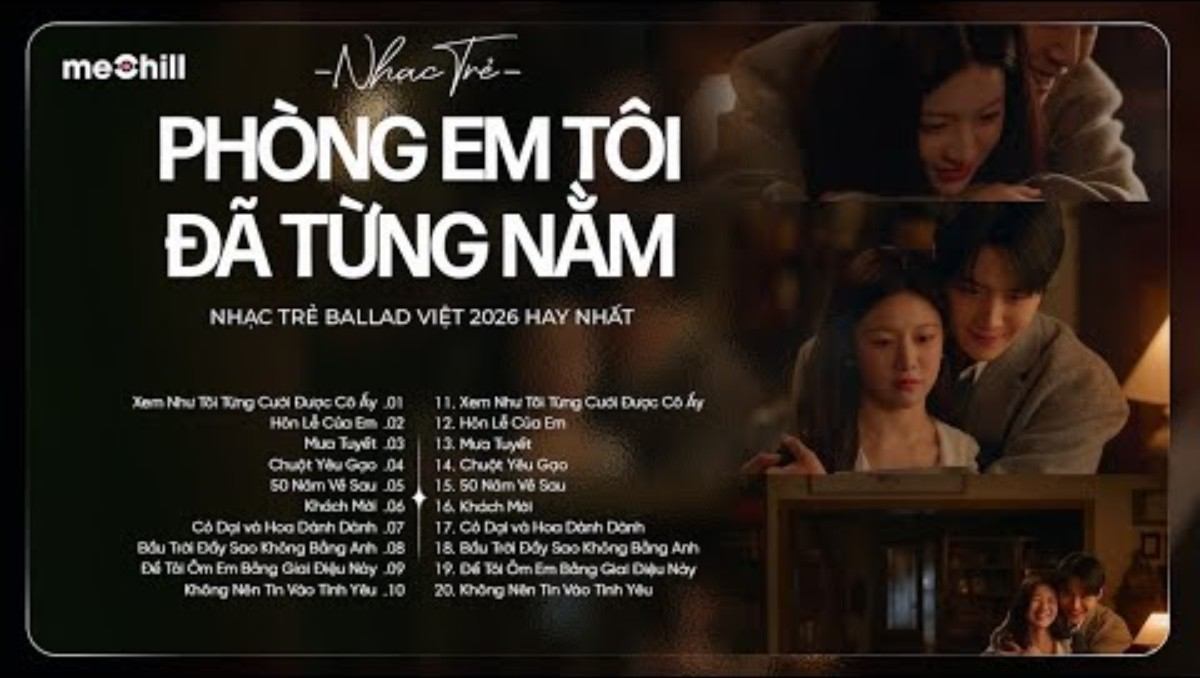 meChill
-Nhạc Trẻ-
PHÒNG EM TÔI
ĐÃ TỪNG NẰM
NHẠC TRẺ BALLAD VIỆT 2026 HAY NHẤT
Xem Như Tôi Từng Cưới Được Cô Ấy .01
Hôn Lễ Của Em .02
Mưa Tuyết .03
Chuột Yêu Gạo .04
50 Năm Về Sau .05
Khách Mời .06
Cỏ Dại và Hoa Dành Dành .07
Bầu Trời Đầy Sao Không Bằng Anh .08
Để Tôi Ôm Em Bằng Giai Điệu Này .09
Không Nên Tin Vào Tình Yêu .10
11. Xem Như Tôi Từng Cưới Được Cô Ấy
12. Hôn Lễ Của Em
13. Mưa Tuyết
14. Chuột Yêu Gạo
15. 50 Năm Về Sau
16. Khách Mời
17. Cỏ Dại và Hoa Dành Dành
18. Bầu Trời Đầy Sao Không Bằng Anh
19. Để Tôi Ôm Em Bằng Giai Điệu Này
20. Không Nên Tin Vào Tình Yêu